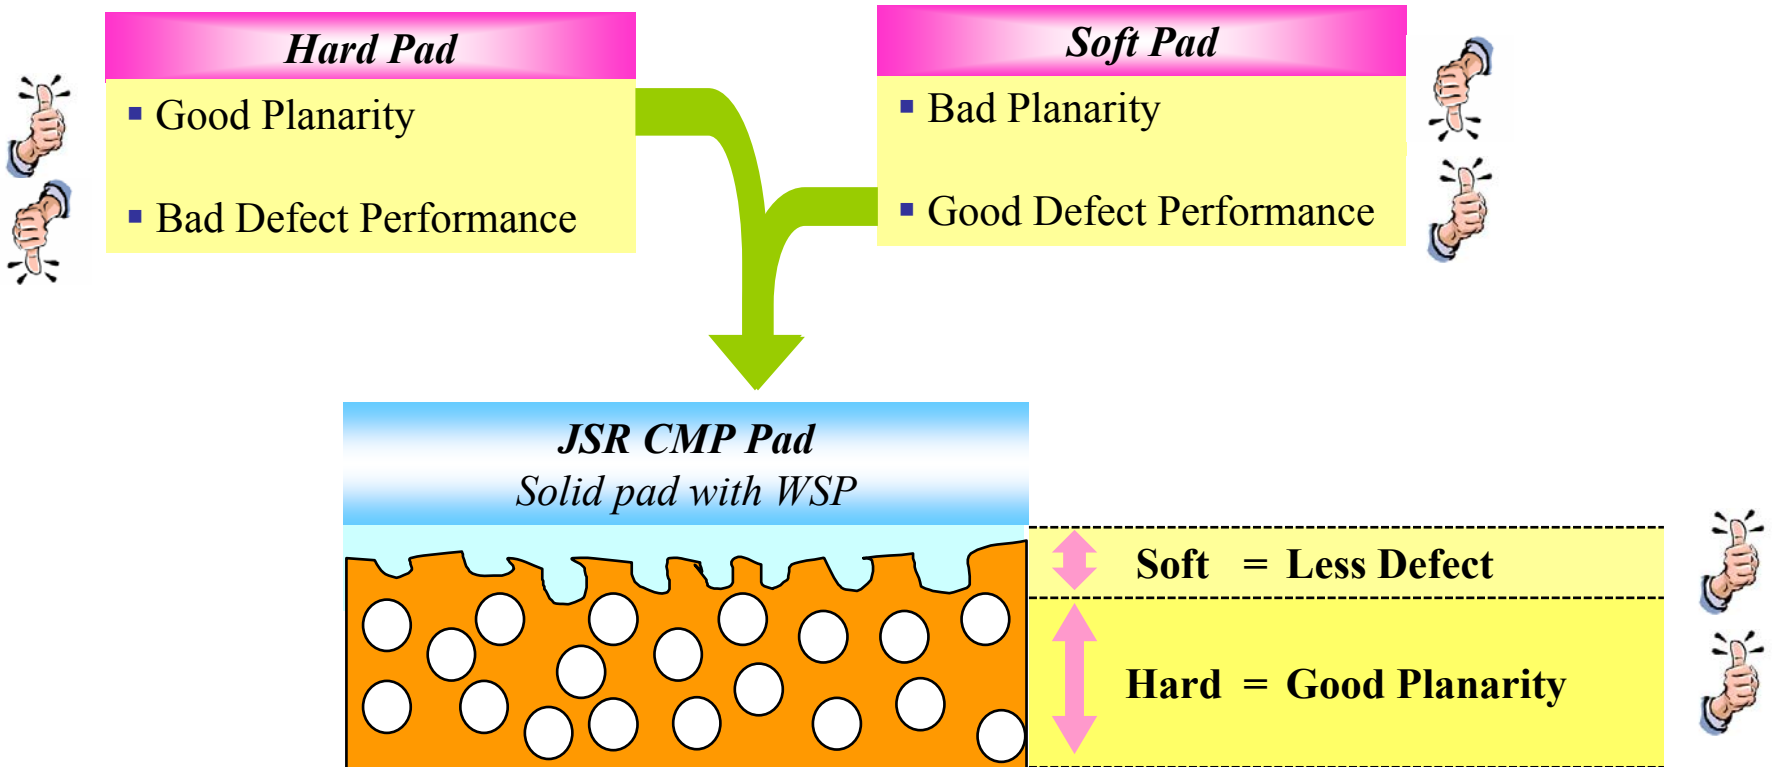 Hard Pad
▪ Good Planarity
▪ Bad Defect Performance
Soft Pad
▪ Bad Planarity
▪ Good Defect Performance
JSR CMP Pad
Solid pad with WSP
Soft = Less Defect
Hard = Good Planarity